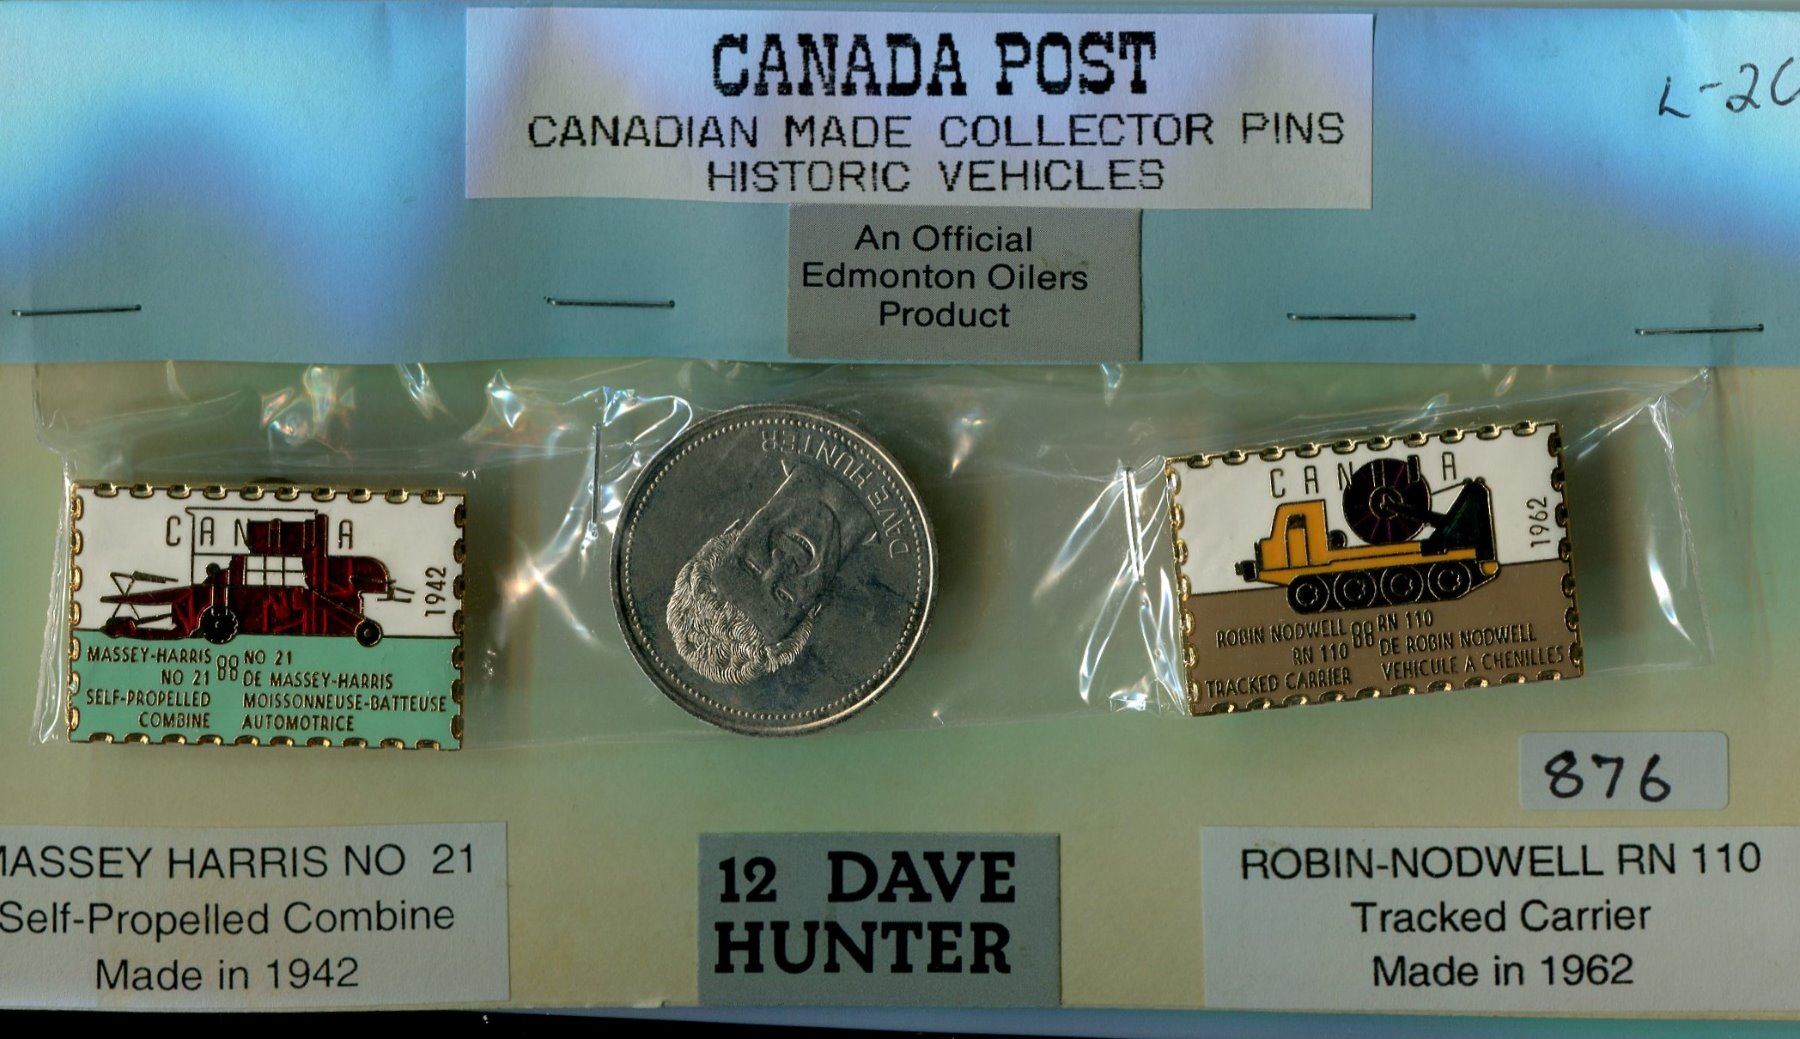 CANADA POST
CANADIAN MADE COLLECTOR PINS
HISTORIC VEHICLES
An Official
Edmonton Oilers
Product
CANADA
1942
MASSEY-HARRIS 88 NO 21
NO 21 DE MASSEY-HARRIS
SELF-PROPELLED MOISSONNEUSE-BATTEUSE
COMBINE AUTOMOTRICE
DAVE HUNTER
CANADA
1962
ROBIN NODWELL 88 RN 110
RN 110 DE ROBIN NODWELL
TRACKED CARRIER VEHICULE A CHENILLES
876
MASSEY HARRIS NO 21
Self-Propelled Combine
Made in 1942
12 DAVE
HUNTER
ROBIN-NODWELL RN 110
Tracked Carrier
Made in 1962